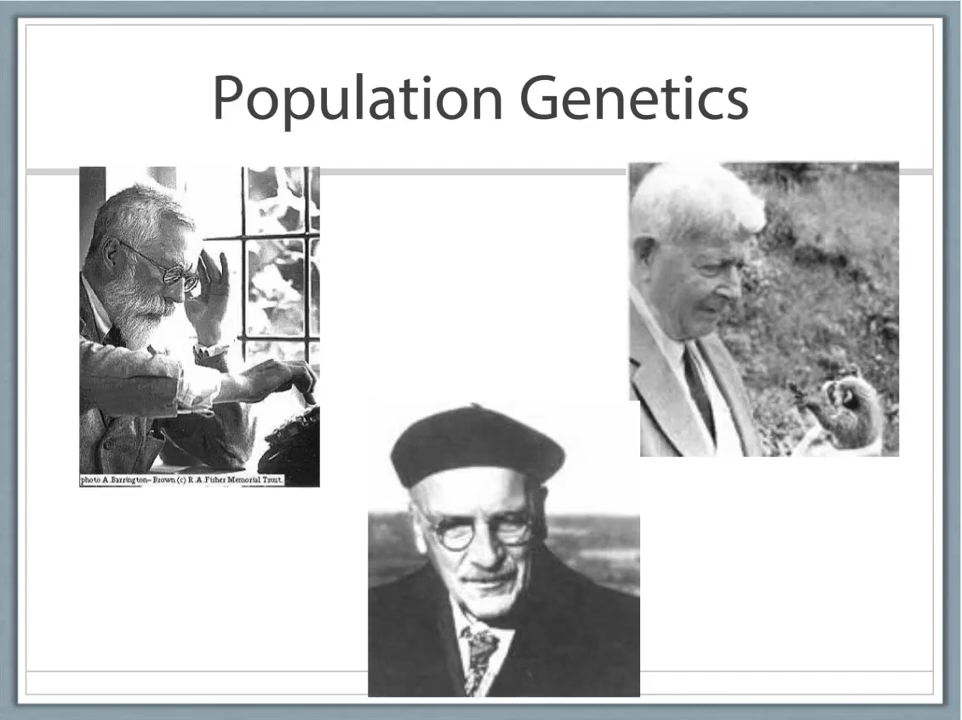 Population Genetics
photo A.Barrington-Brown (c) R.A.Fisher Memorial Trust.